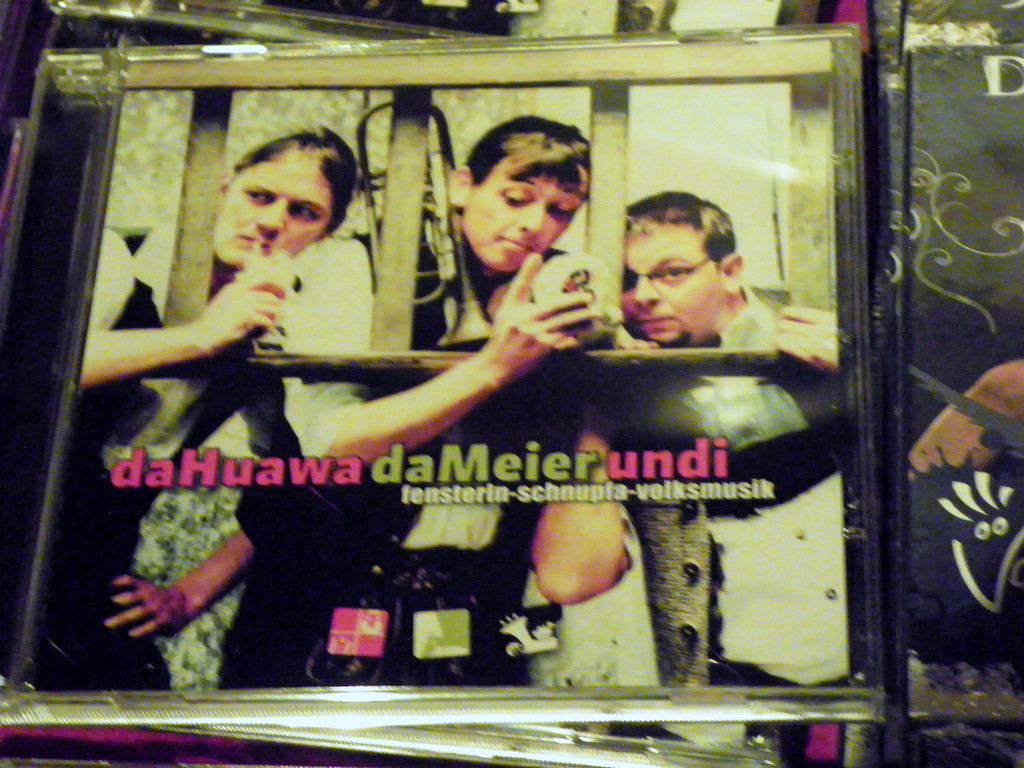 daHuawa daMeier undi
fensterln-schnupfa-volksmusik
D